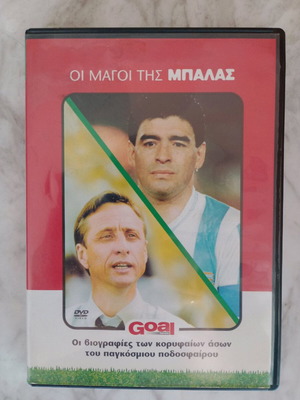 ΟΙ ΜΑΓΟΙ ΤΗΣ ΜΠΑΛΑΣ
DVD
Goal
Οι βιογραφίες των κορυφαίων άσων
του παγκόσμιου ποδοσφαίρου